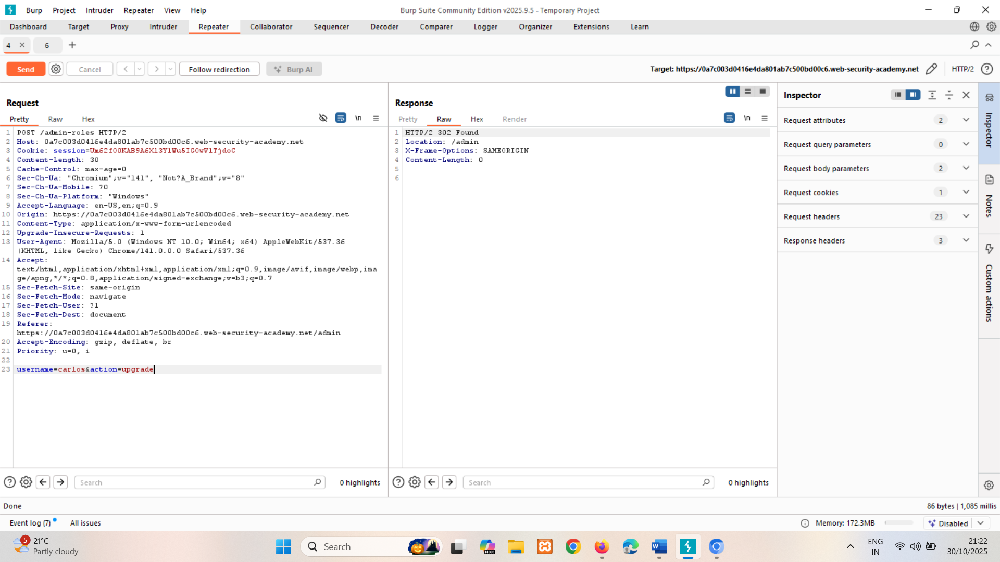 Burp Project Intruder Repeater View Help
Burp Suite Community Edition v2025.9.5 - Temporary Project
Dashboard Target Proxy Intruder Repeater Collaborator Sequencer Decoder Comparer Logger Organizer Extensions Learn
4 6
Send Cancel Follow redirection Burp AI
Target: https://0a7c003d0416e4da801ab7c500bd00c6.web-security-academy.net HTTP/2
Request
Pretty Raw Hex \n
1 POST /admin-roles HTTP/2
2 Host: 0a7c003d0416e4da801ab7c500bd00c6.web-security-academy.net
3 Cookie: session=
4 Content-Length: 30
5 Cache-Control: max-age=0
6 Sec-Ch-Ua: "Chromium";v="141", "Not?A_Brand";v="8"
7 Sec-Ch-Ua-Mobile: ?0
8 Sec-Ch-Ua-Platform: "Windows"
9 Accept-Language: en-US,en;q=0.9
10 Origin: https://0a7c003d0416e4da801ab7c500bd00c6.web-security-academy.net
11 Content-Type: application/x-www-form-urlencoded
12 Upgrade-Insecure-Requests: 1
13 User-Agent: Mozilla/5.0 (Windows NT 10.0; Win64; x64) AppleWebKit/537.36
(KHTML, like Gecko) Chrome/141.0.0.0 Safari/537.36
14 Accept:
text/html,application/xhtml+xml,application/xml;q=0.9,image/avif,image/webp,ima
ge/apng,*/*;q=0.8,application/signed-exchange;v=b3;q=0.7
15 Sec-Fetch-Site: same-origin
16 Sec-Fetch-Mode: navigate
17 Sec-Fetch-User: ?1
18 Sec-Fetch-Dest: document
19 Referer:
https://0a7c003d0416e4da801ab7c500bd00c6.web-security-academy.net/admin
20 Accept-Encoding: gzip, deflate, br
21 Priority: u=0, i
22
23 username=carlos&action=upgrade
Search 0 highlights
Response
Pretty Raw Hex Render \n
1 HTTP/2 302 Found
2 Location: /admin
3 X-Frame-Options: SAMEORIGIN
4 Content-Length: 0
5
6
Search 0 highlights
Inspector
Request attributes 2
Request query parameters 0
Request body parameters 2
Request cookies 1
Request headers 23
Response headers 3
Inspector
Notes
Custom actions
Done
86 bytes | 1,085 millis
Event log (7) All issues
Memory: 172.3MB Disabled
5
21°C
Partly cloudy
Search
M365
W
ENG
IN
21:22
30/10/2025